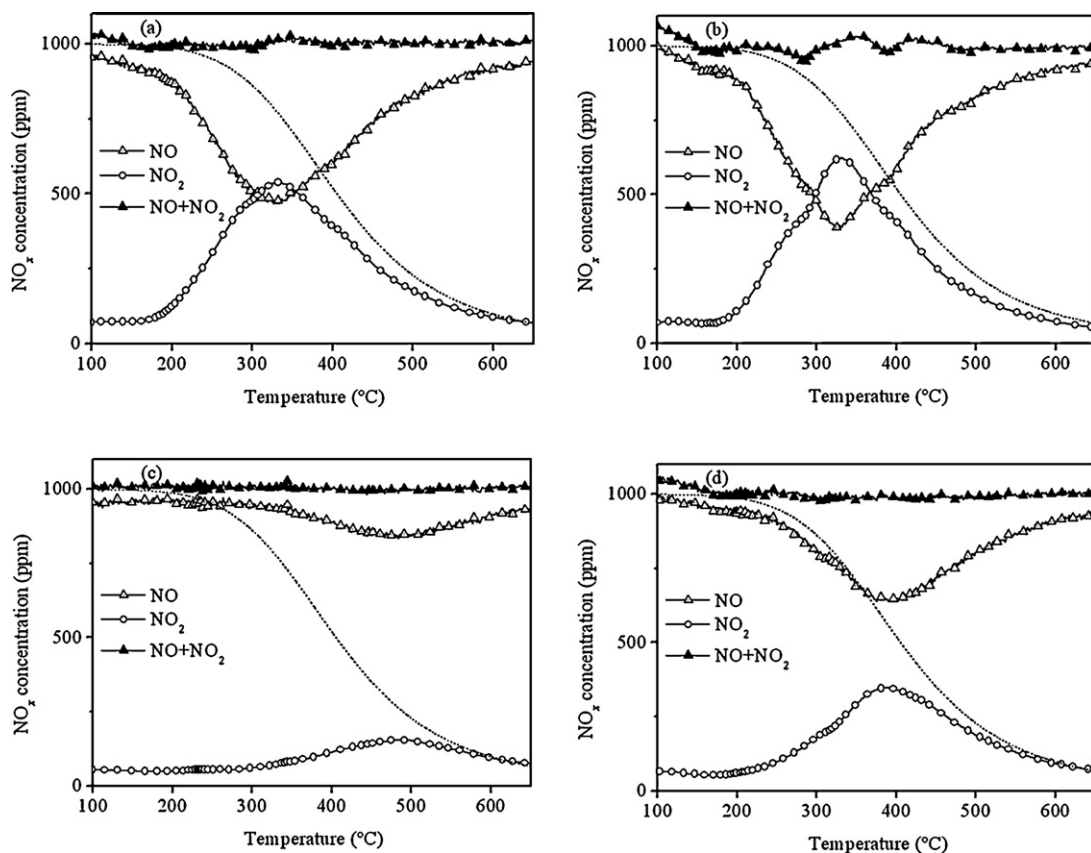 (a)
1000
500
0
NOx concentration (ppm)
NO
NO2
NO+NO2
100 200 300 400 500 600
Temperature (°C)
(b)
1000
500
0
NOx concentration (ppm)
NO
NO2
NO+NO2
100 200 300 400 500 600
Temperature (°C)
(c)
1000
500
0
NOx concentration (ppm)
NO
NO2
NO+NO2
100 200 300 400 500 600
Temperature (°C)
(d)
1000
500
0
NOx concentration (ppm)
NO
NO2
NO+NO2
100 200 300 400 500 600
Temperature (°C)